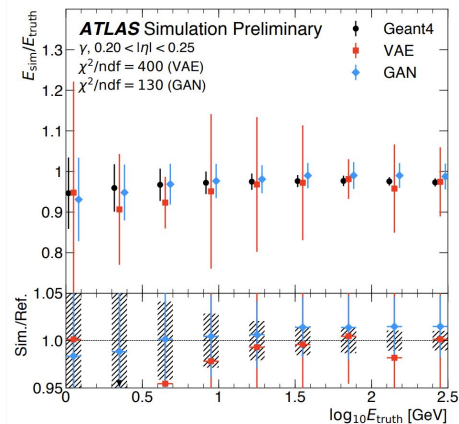 ATLAS Simulation Preliminary
γ, 0.20 < |η| < 0.25
χ²/ndf = 400 (VAE)
χ²/ndf = 130 (GAN)
Geant4
VAE
GAN
E_sim/E_truth
1.3
1.2
1.1
1
0.9
0.8
Sim./Ref.
1.05
1.0
0.95
0 0.5 1.0 1.5 2.0 2.5
log₁₀E_truth [GeV]